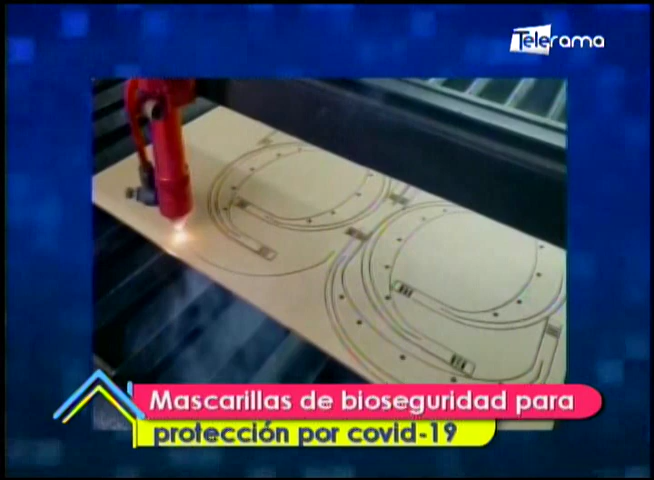 Telerama
Mascarillas de bioseguridad para
protección por covid-19